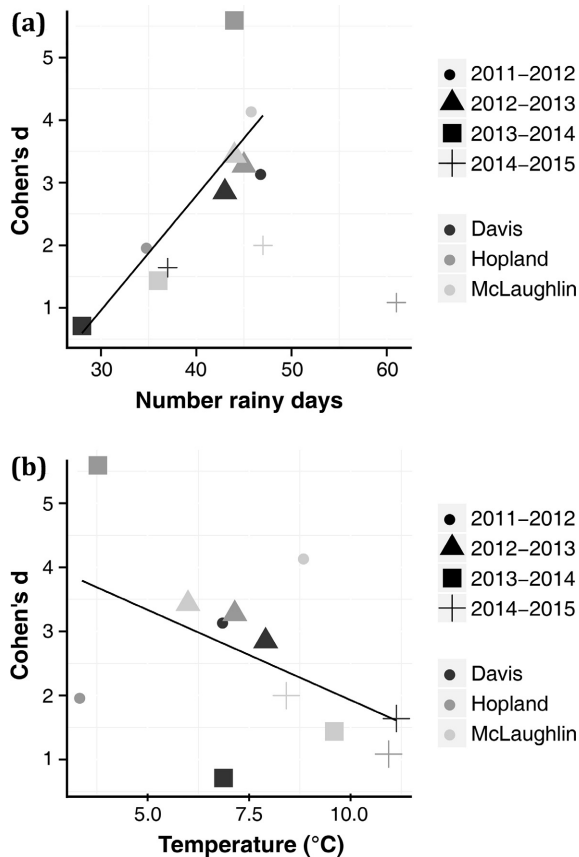 (a)
Cohen's d
5
4
3
2
1
30 40 50 60
Number rainy days
2011–2012
2012–2013
2013–2014
2014–2015
Davis
Hopland
McLaughlin
(b)
Cohen's d
5
4
3
2
1
5.0 7.5 10.0
Temperature (°C)
2011–2012
2012–2013
2013–2014
2014–2015
Davis
Hopland
McLaughlin